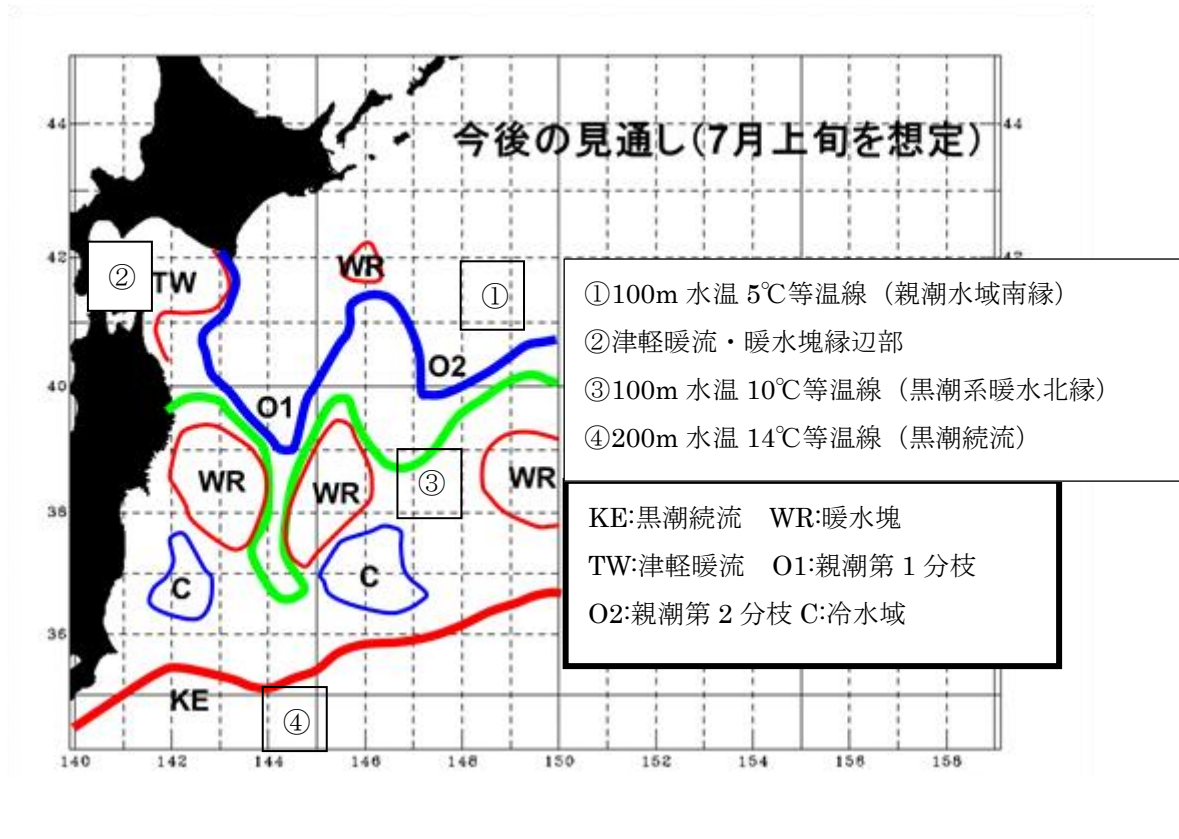 今後の見通し(7月上旬を想定)
44
44
42
42
40
38
36
② TW
WR
①
O2
O1
WR
WR
③
WR
C
C
KE
④
140 142 144 146 148 150 152 154 156 158
①100m 水温 5℃等温線(親潮水域南縁)
②津軽暖流・暖水塊縁辺部
③100m 水温 10℃等温線(黒潮系暖水北縁)
④200m 水温 14℃等温線(黒潮続流)
KE:黒潮続流 WR:暖水塊
TW:津軽暖流 O1:親潮第 1 分枝
O2:親潮第 2 分枝 C:冷水域